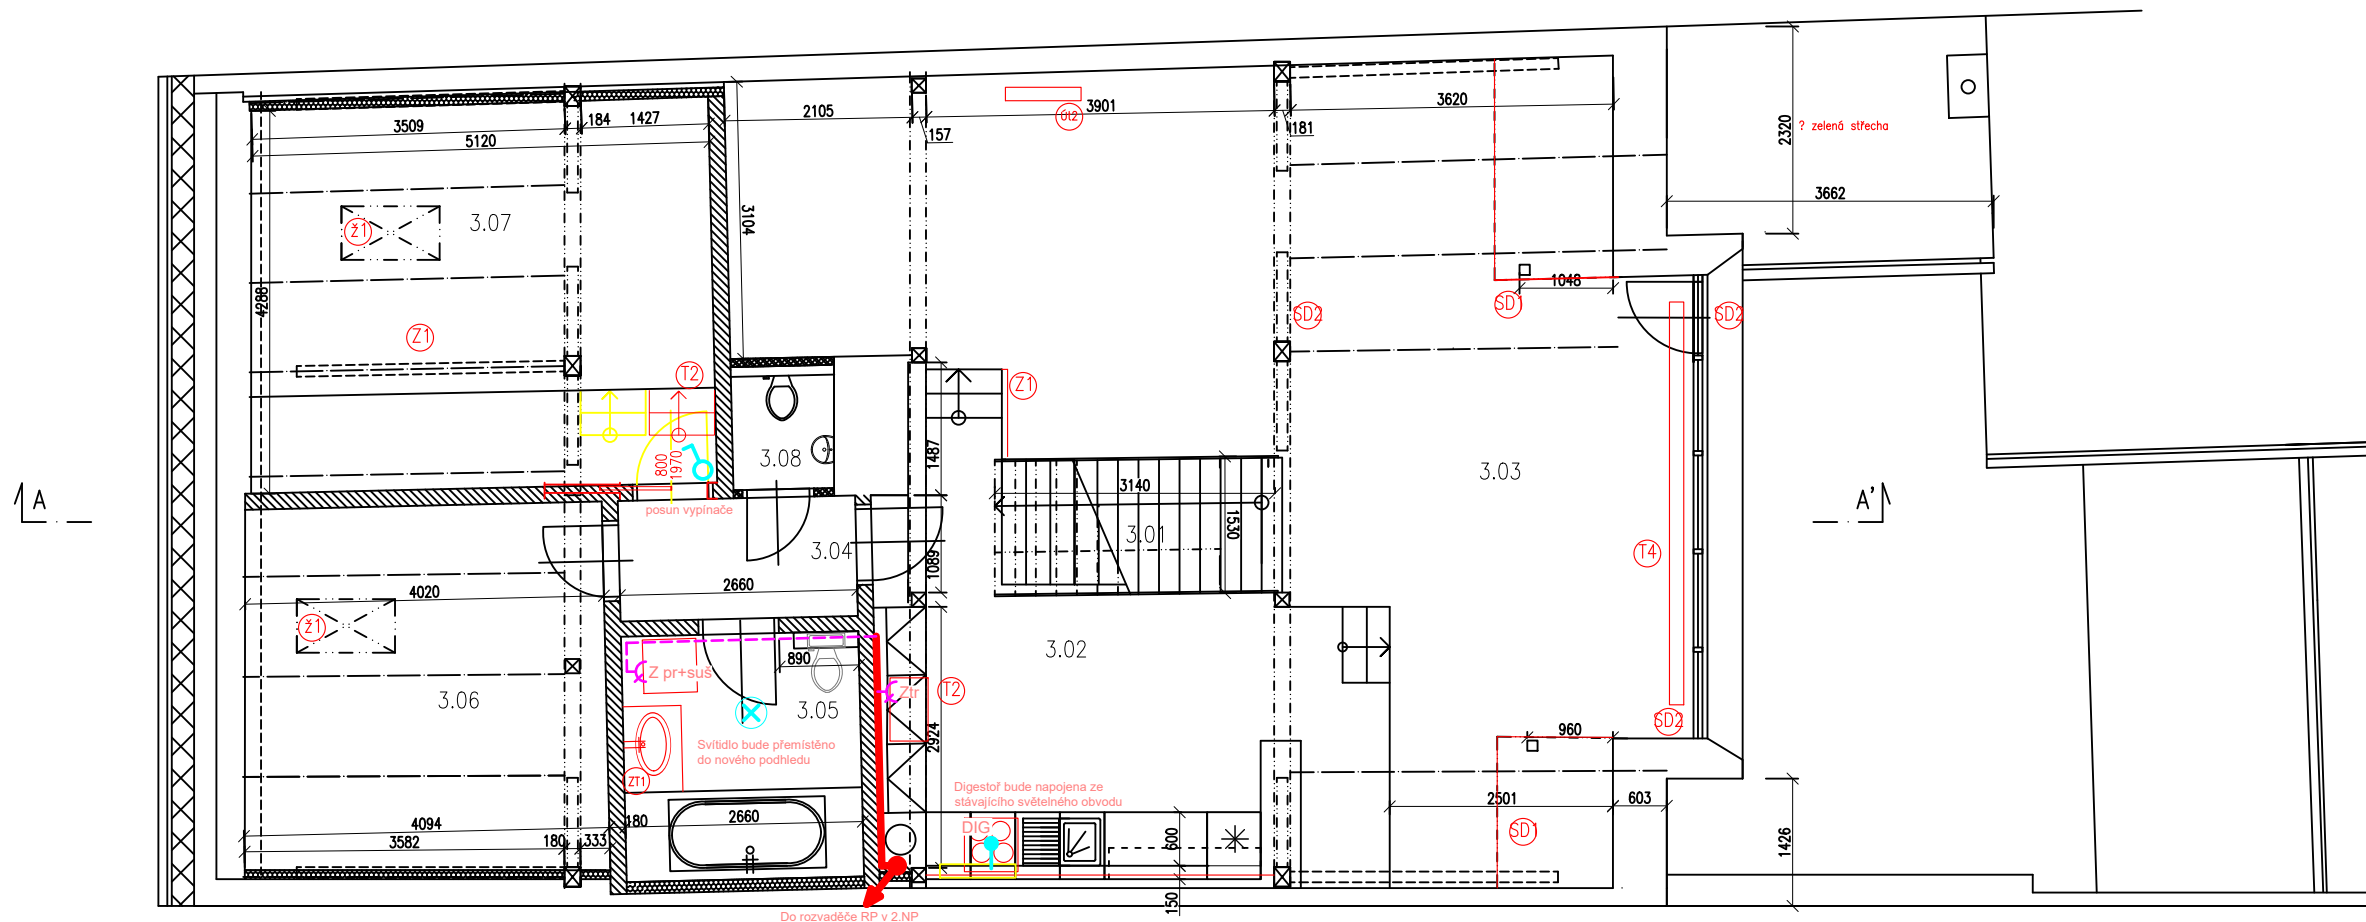 3509
184
1427
5120
2105
157
Út2
3901
181
3620
2320
? zelená střecha
3662
3.07
ž1
3104
4288
Z1
T2
SD2
SD1
1048
SD2
Z1
800
1970
3.08
1487
3.03
A
posun vypínače
3140
3.01
1530
A'
3.04
1089
T4
4020
2660
ž1
3.02
890
Z pr+suš
Ztr
T2
3.06
3.05
SD2
960
Svítidlo bude přemístěno
do nového podhledu
2924
ZT1
Digestoř bude napojena ze
stávajícího světelného obvodu
2501
603
4094
180
2660
DIG
600
SD1
3582
180
333
1426
150
Do rozvaděče RP v 2.NP